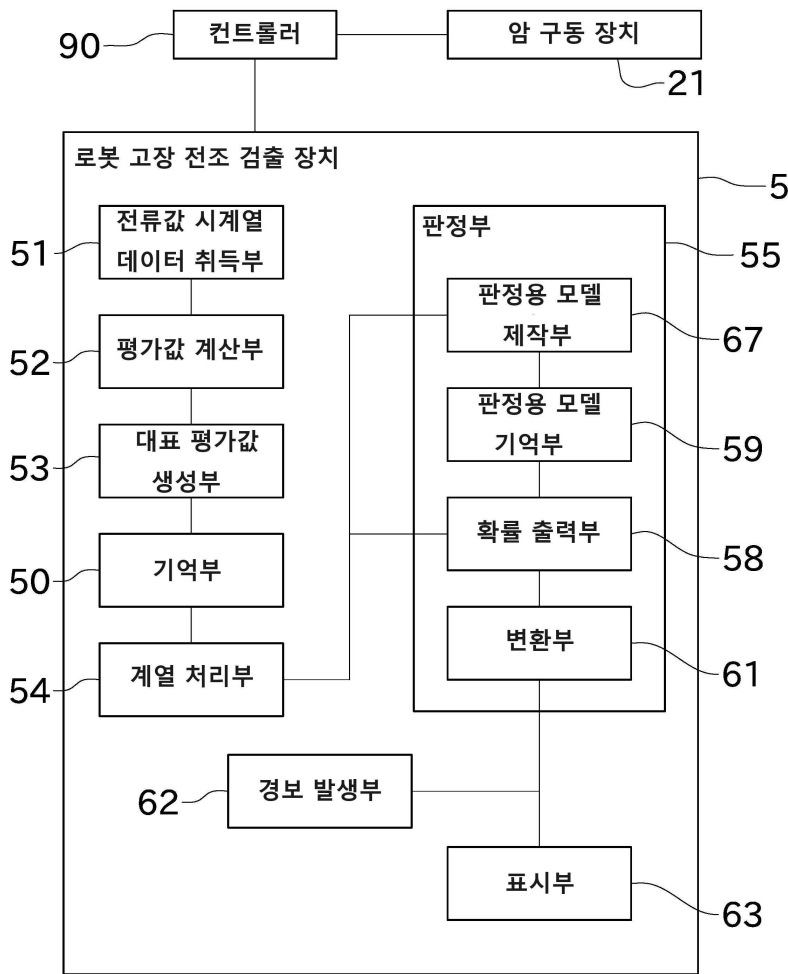 90
컨트롤러
암 구동 장치
21
로봇 고장 전조 검출 장치
5
51
전류값 시계열
데이터 취득부
52
평가값 계산부
53
대표 평가값
생성부
50
기억부
54
계열 처리부
판정부
55
판정용 모델
제작부
67
판정용 모델
기억부
59
확률 출력부
58
변환부
61
62
경보 발생부
표시부
63